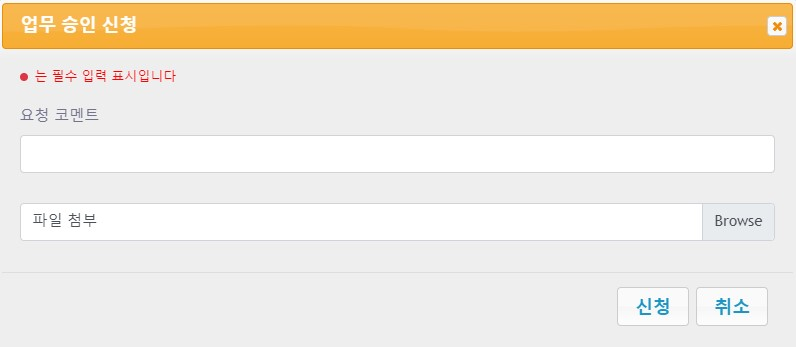 업무 승인 신청
● 는 필수 입력 표시입니다
요청 코멘트
파일 첨부 Browse
신청 취소